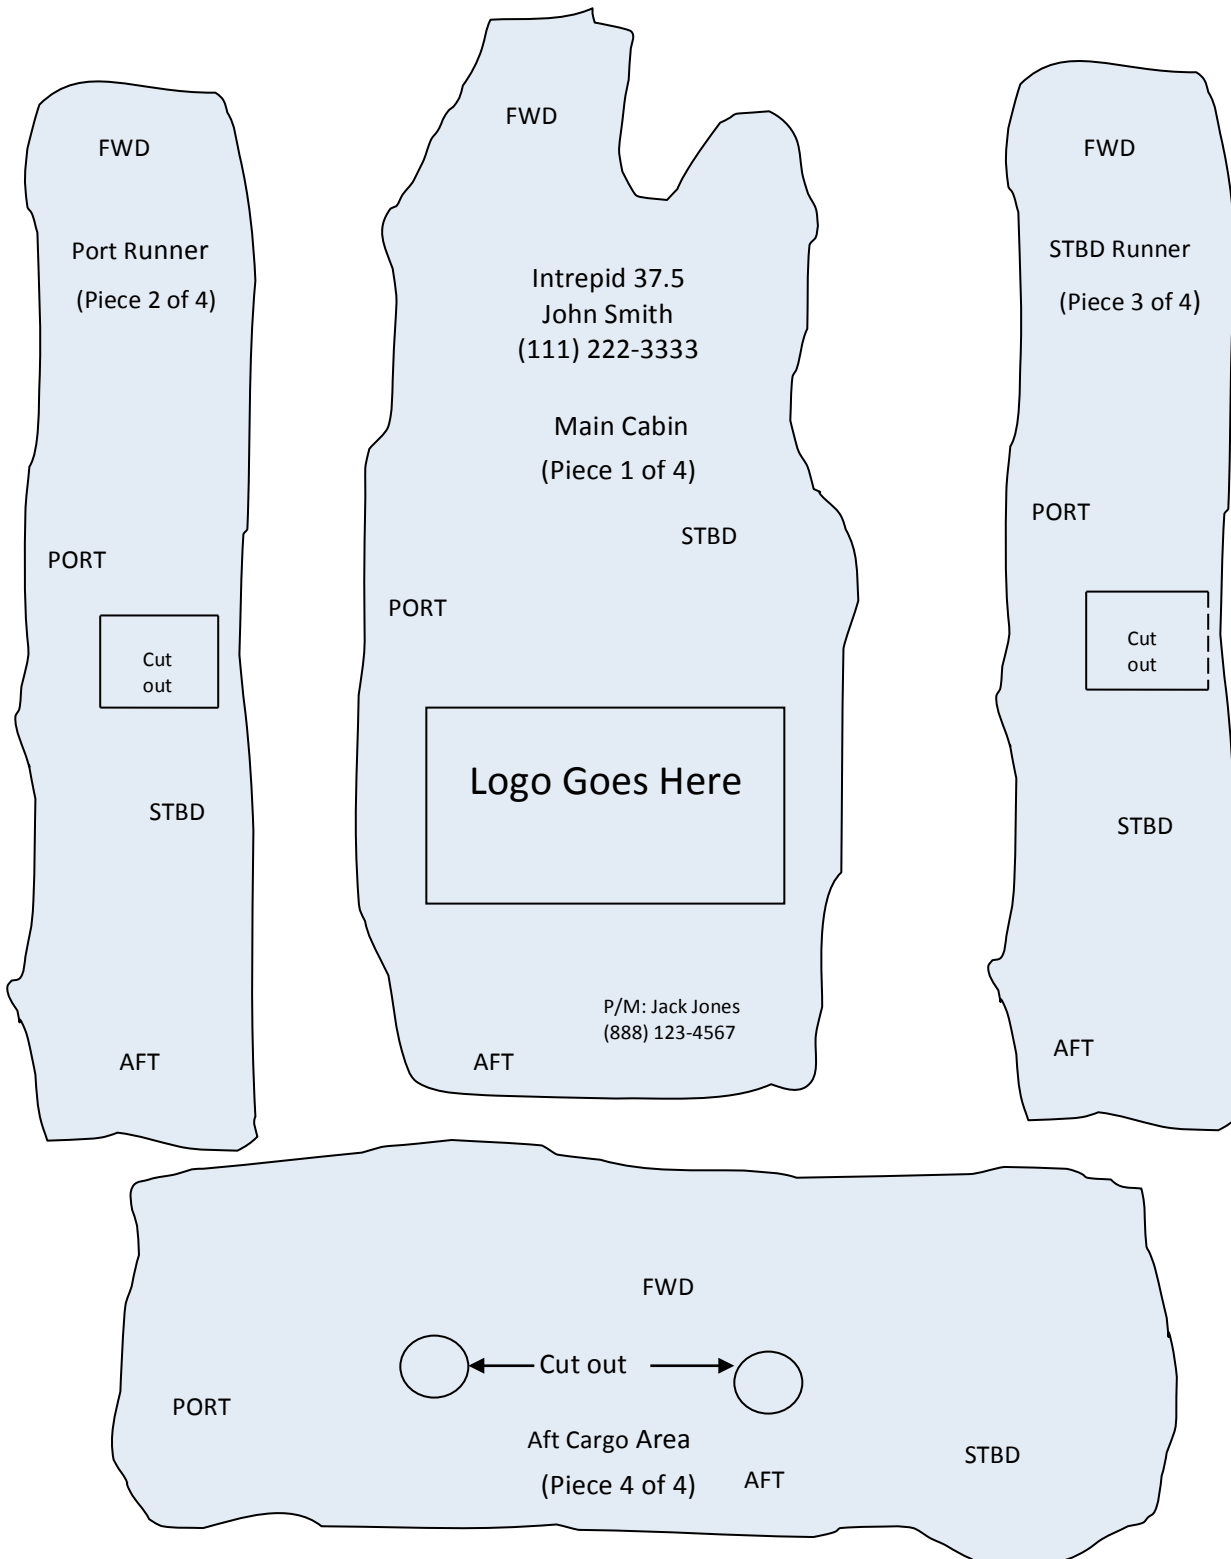 FWD
Port Runner
(Piece 2 of 4)
PORT
Cut
out
STBD
AFT
FWD
Intrepid 37.5
John Smith
(111) 222-3333
Main Cabin
(Piece 1 of 4)
STBD
PORT
Logo Goes Here
P/M: Jack Jones
(888) 123-4567
AFT
FWD
STBD Runner
(Piece 3 of 4)
PORT
Cut
out
STBD
AFT
FWD
Cut out
PORT
Aft Cargo Area
(Piece 4 of 4)
AFT
STBD